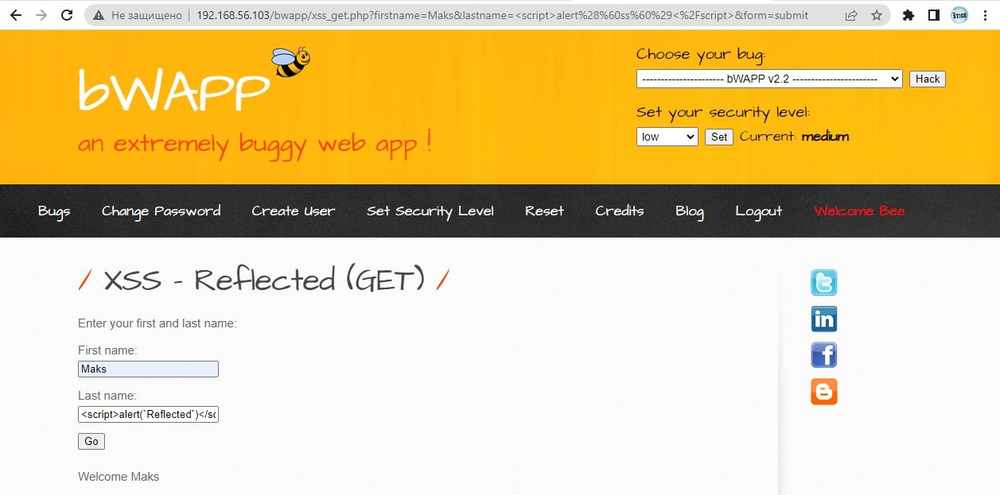 Не защищено 192.168.56.103/bwapp/xss_get.php?firstname=Maks&lastname=<script>alert%28%60ss%60%29<%2Fscript>&form=submit
bWAPP
an extremely buggy web app !
Choose your bug:
---------------------- bWAPP v2.2 ----------------------- Hack
Set your security level:
low Set Current: medium
Bugs Change Password Create User Set Security Level Reset Credits Blog Logout Welcome Bee
/ XSS - Reflected (GET) /
Enter your first and last name:
First name:
Maks
Last name:
<script>alert(`Reflected`)</sc
Go
Welcome Maks